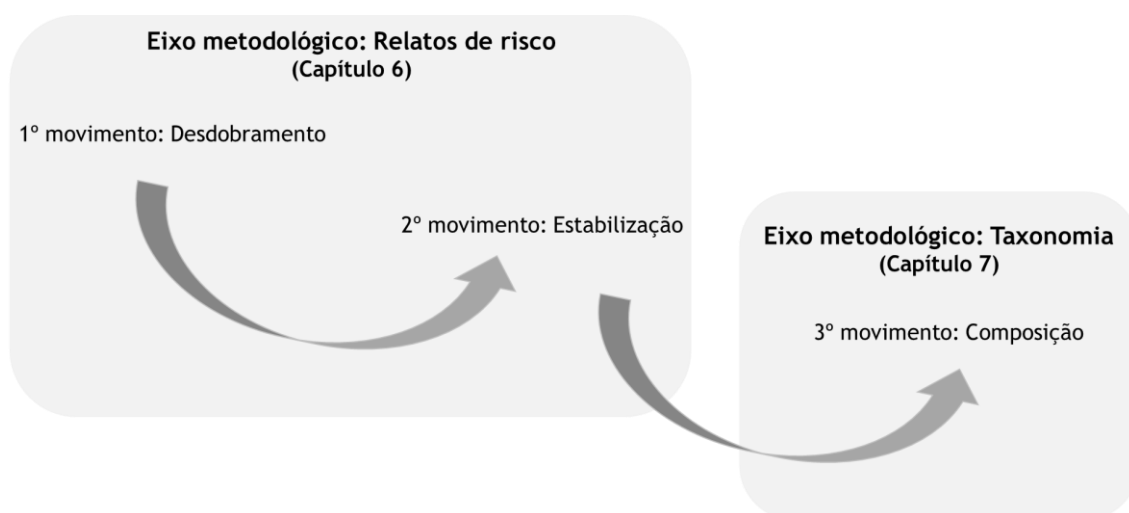 Eixo metodológico: Relatos de risco
(Capítulo 6)
1º movimento: Desdobramento
2º movimento: Estabilização
Eixo metodológico: Taxonomia
(Capítulo 7)
3º movimento: Composição